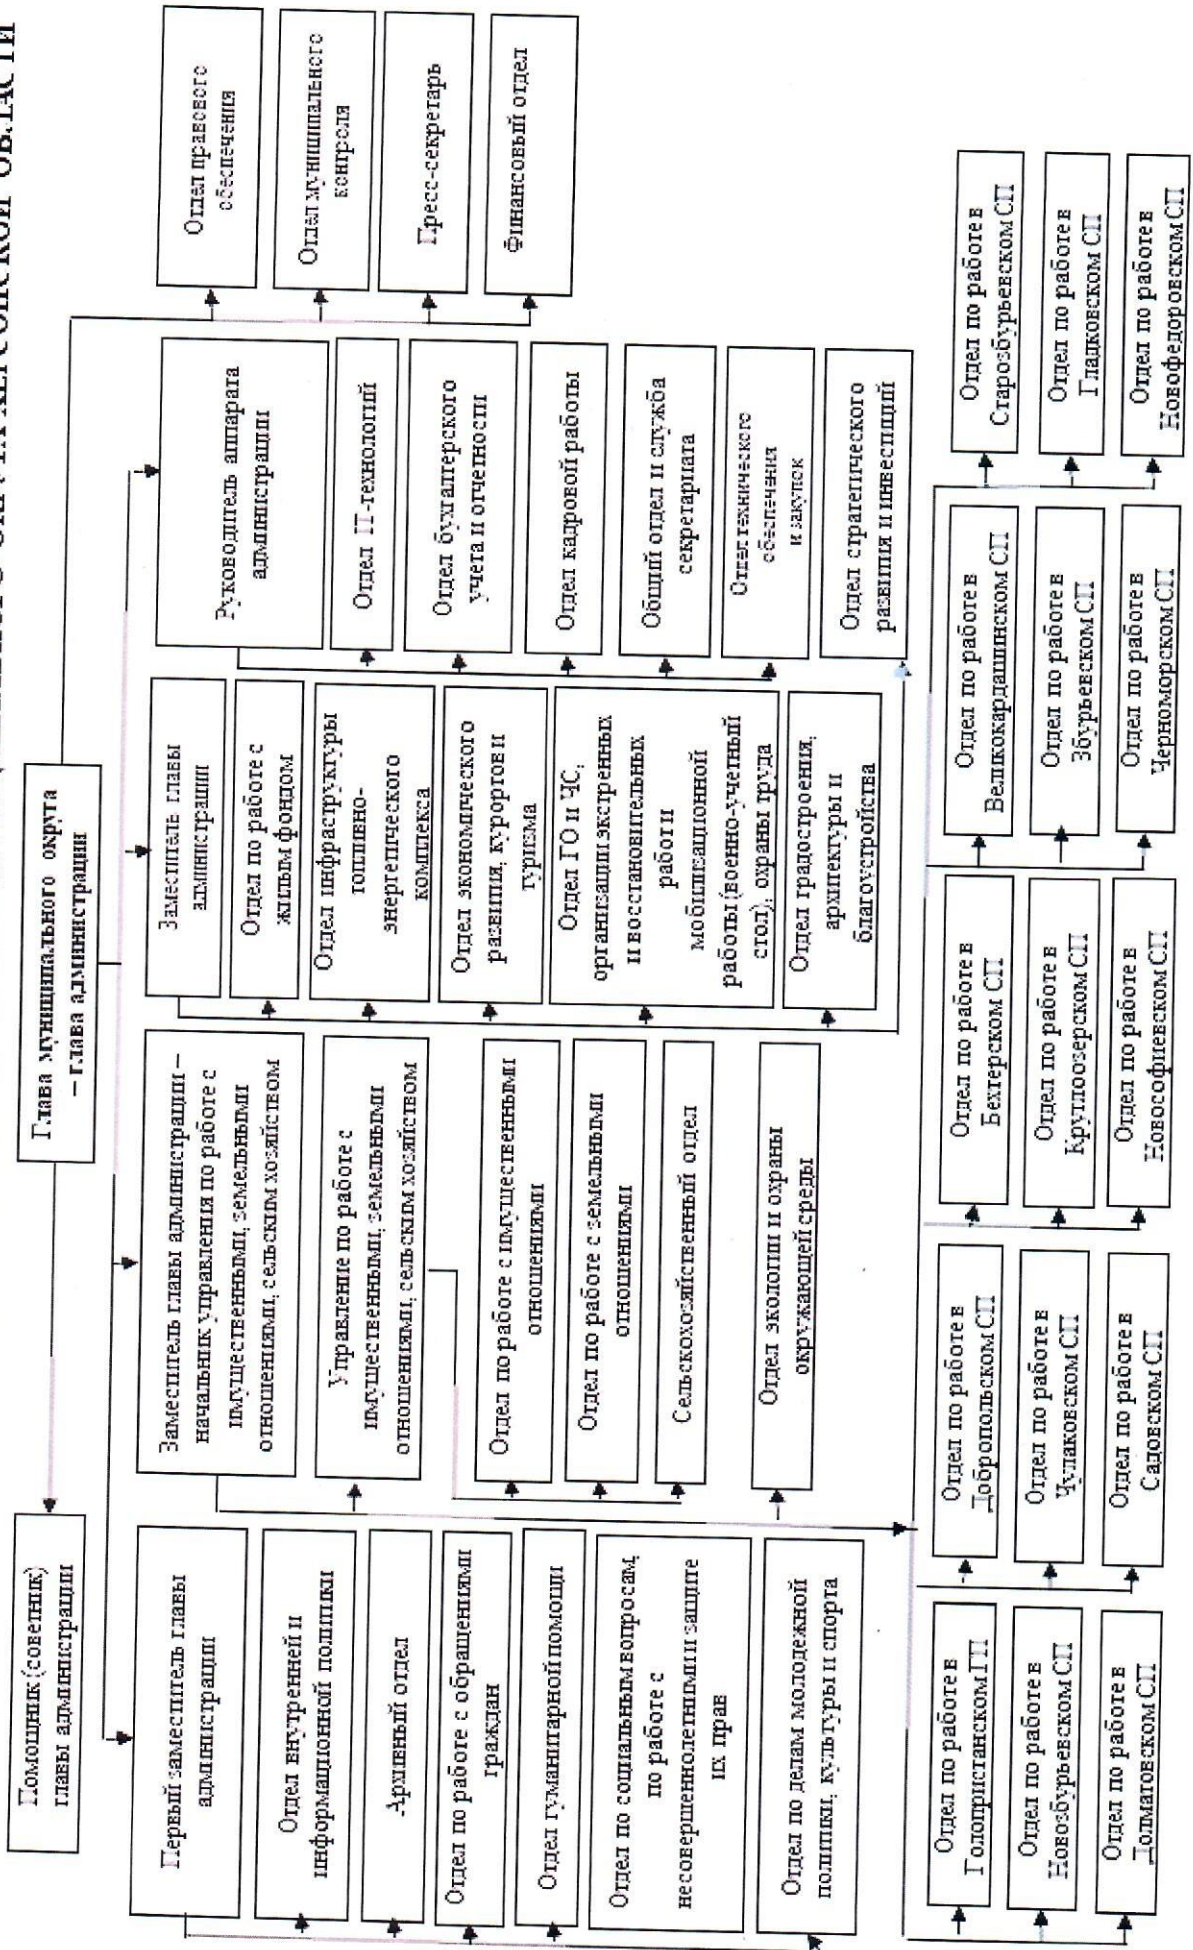 Глава муниципального округа
– глава администрации
Помощник (советник)
главы администрации
Первый заместитель главы
администрации
Отдел внутренней и
информационной политики
Архивный отдел
Отдел по работе с обращениями
граждан
Отдел гуманитарной помощи
Отдел по социальным вопросам,
по работе с
несовершеннолетними и защите
их прав
Отдел по делам молодежной
политики, культуры и спорта
Заместитель главы администрации –
начальник управления по работе с
имущественными, земельными
отношениями, сельским хозяйством
Управление по работе с
имущественными, земельными
отношениями, сельским хозяйством
Отдел по работе с имущественными
отношениями
Отдел по работе с земельными
отношениями
Сельскохозяйственный отдел
Отдел экологии и охраны
окружающей среды
Заместитель главы
администрации
Отдел по работе с
жилым фондом
Отдел инфраструктуры
топливно-
энергетического
комплекса
Отдел экономического
развития, курортов и
туризма
Отдел ГО и ЧС,
организации экстренных
и восстановительных
работ и
мобилизационной
работы (военно-учетный
стол), охраны труда
Отдел градостроения,
архитектуры и
благоустройства
Руководитель аппарата
администрации
Отдел IT-технологий
Отдел бухгалтерского
учета и отчетности
Отдел кадровой работы
Общий отдел и служба
секретариата
Отдел технического
обеспечения
и закупок
Отдел стратегического
развития и инвестиций
Отдел правового
обеспечения
Отдел муниципального
контроля
Пресс-секретарь
Финансовый отдел
Отдел по работе в
Голопристанском ГП
Отдел по работе в
Новозбурьевском СП
Отдел по работе в
Долматовском СП
Отдел по работе в
Добропольском СП
Отдел по работе в
Чулаковском СП
Отдел по работе в
Садовском СП
Отдел по работе в
Бехтерском СП
Отдел по работе в
Круглоозерском СП
Отдел по работе в
Новософиевском СП
Отдел по работе в
Великокардашинском СП
Отдел по работе в
Збурьевском СП
Отдел по работе в
Черноморском СП
Отдел по работе в
Старозбурьевском СП
Отдел по работе в
Гладковском СП
Отдел по работе в
Новофедоровском СП